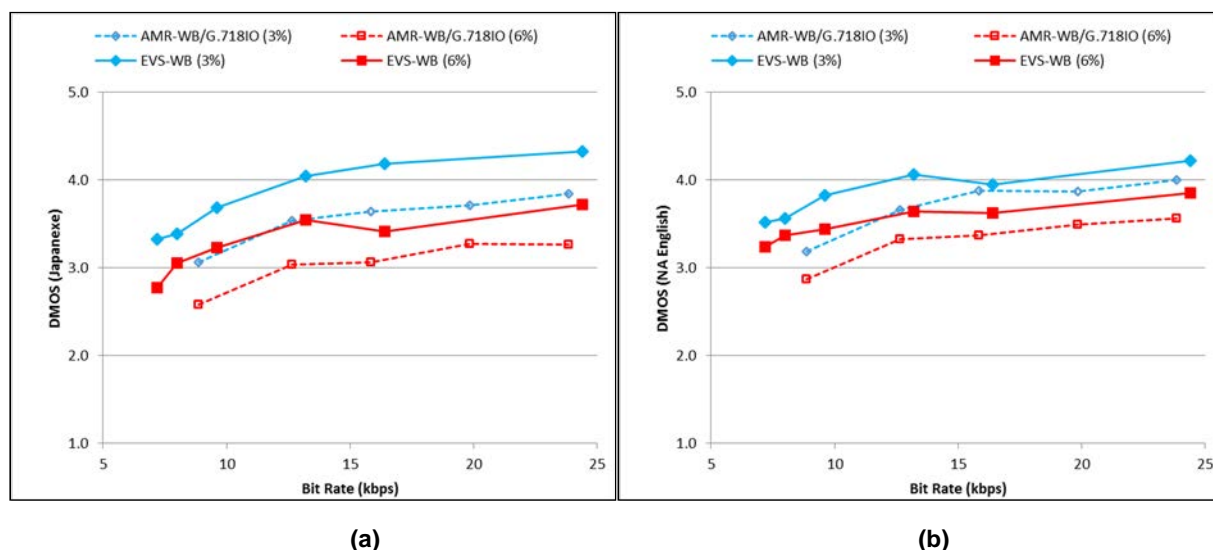 AMR-WB/G.718IO (3%) AMR-WB/G.718IO (6%)
EVS-WB (3%) EVS-WB (6%)
5.0
4.0
3.0
2.0
1.0
DMOS (Japanexe)
5 10 15 20 25
Bit Rate (kbps)
(a)
AMR-WB/G.718IO (3%) AMR-WB/G.718IO (6%)
EVS-WB (3%) EVS-WB (6%)
5.0
4.0
3.0
2.0
1.0
DMOS (NA English)
5 10 15 20 25
Bit Rate (kbps)
(b)